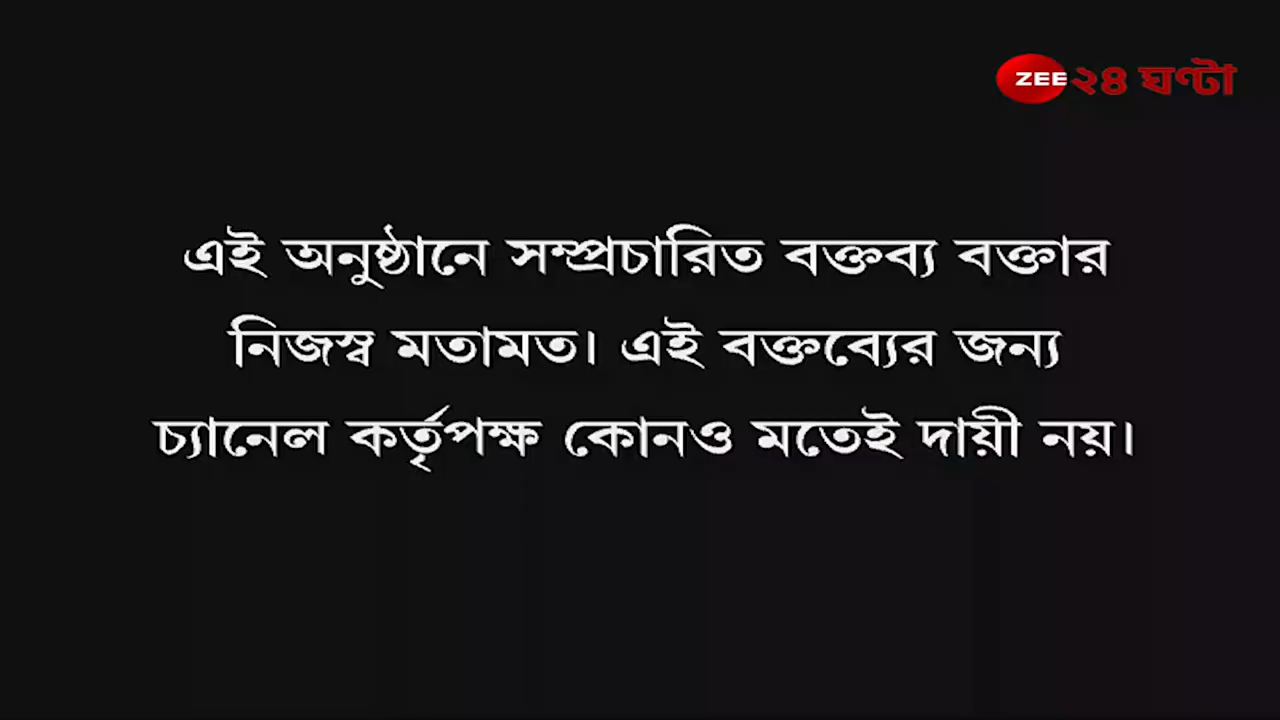 ZEE ২৪ ঘণ্টা
এই অনুষ্ঠানে সম্প্রচারিত বক্তব্য বক্তার
নিজস্ব মতামত। এই বক্তব্যের জন্য
চ্যানেল কর্তৃপক্ষ কোনও মতেই দায়ী নয়।